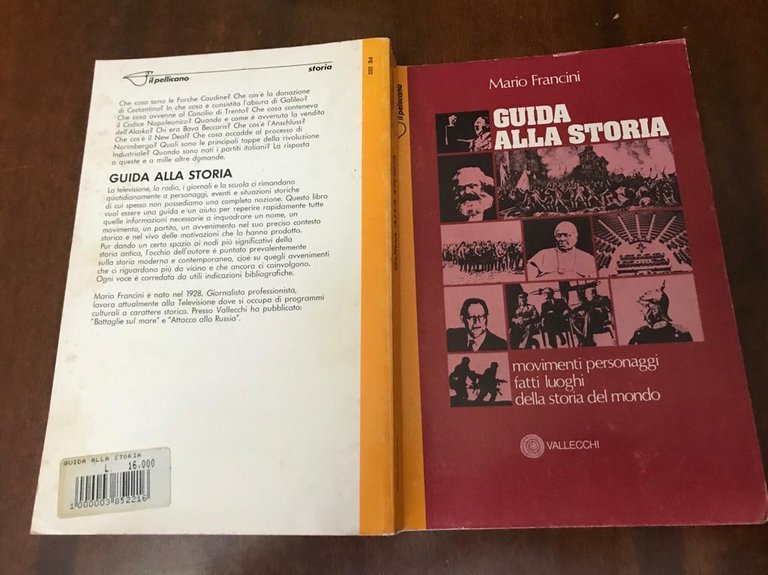 il pellicano
storia
Che cosa sono le Forche Caudine? Che cos'è la donazione
di Costantino? In che cosa è consistita l'abiura di Galileo?
Che cosa avvenne al Concilio di Trento? Che cosa conteneva
il Codice Napoleonico? Quando e come è avvenuta la vendita
dell'Alaska? Chi era Bava Beccaris? Che cos'è l'Anschluss?
Che cos'è il New Deal? Che cosa accadde al processo di
Norimberga? Quali sono le principali tappe della rivoluzione
industriale? Quando sono nati i partiti italiani? La risposta
a queste e a mille altre domande.
GUIDA ALLA STORIA
La televisione, la radio, i giornali e la scuola ci rimandano
quotidianamente a personaggi, eventi e situazioni storiche
di cui spesso non possediamo una completa nozione. Questo libro
vuol essere una guida e un aiuto per reperire rapidamente tutte
quelle informazioni necessarie a inquadrare un nome, un
movimento, un partito, un avvenimento nel suo preciso contesto
storico e nel vivo delle motivazioni che lo hanno prodotto.
Pur dando un certo spazio ai nodi più significativi della
storia antica, l'occhio dell'autore è puntato prevalentemente
sulla storia moderna e contemporanea, cioè su quegli avvenimenti
che ci riguardano più da vicino e che ancora ci coinvolgono.
Ogni voce è corredata da utili indicazioni bibliografiche.
Mario Francini è nato nel 1928. Giornalista professionista,
lavora attualmente alla Televisione dove si occupa di programmi
culturali a carattere storico. Presso Vallecchi ha pubblicato:
"Battaglie sul mare" e "Attacco alla Russia".
GUIDA ALLA STORIA
L. 16.000
1 000003 852216
PE 202
il pellicano
Mario Francini
GUIDA
ALLA STORIA
movimenti personaggi
fatti luoghi
della storia del mondo
VALLECCHI